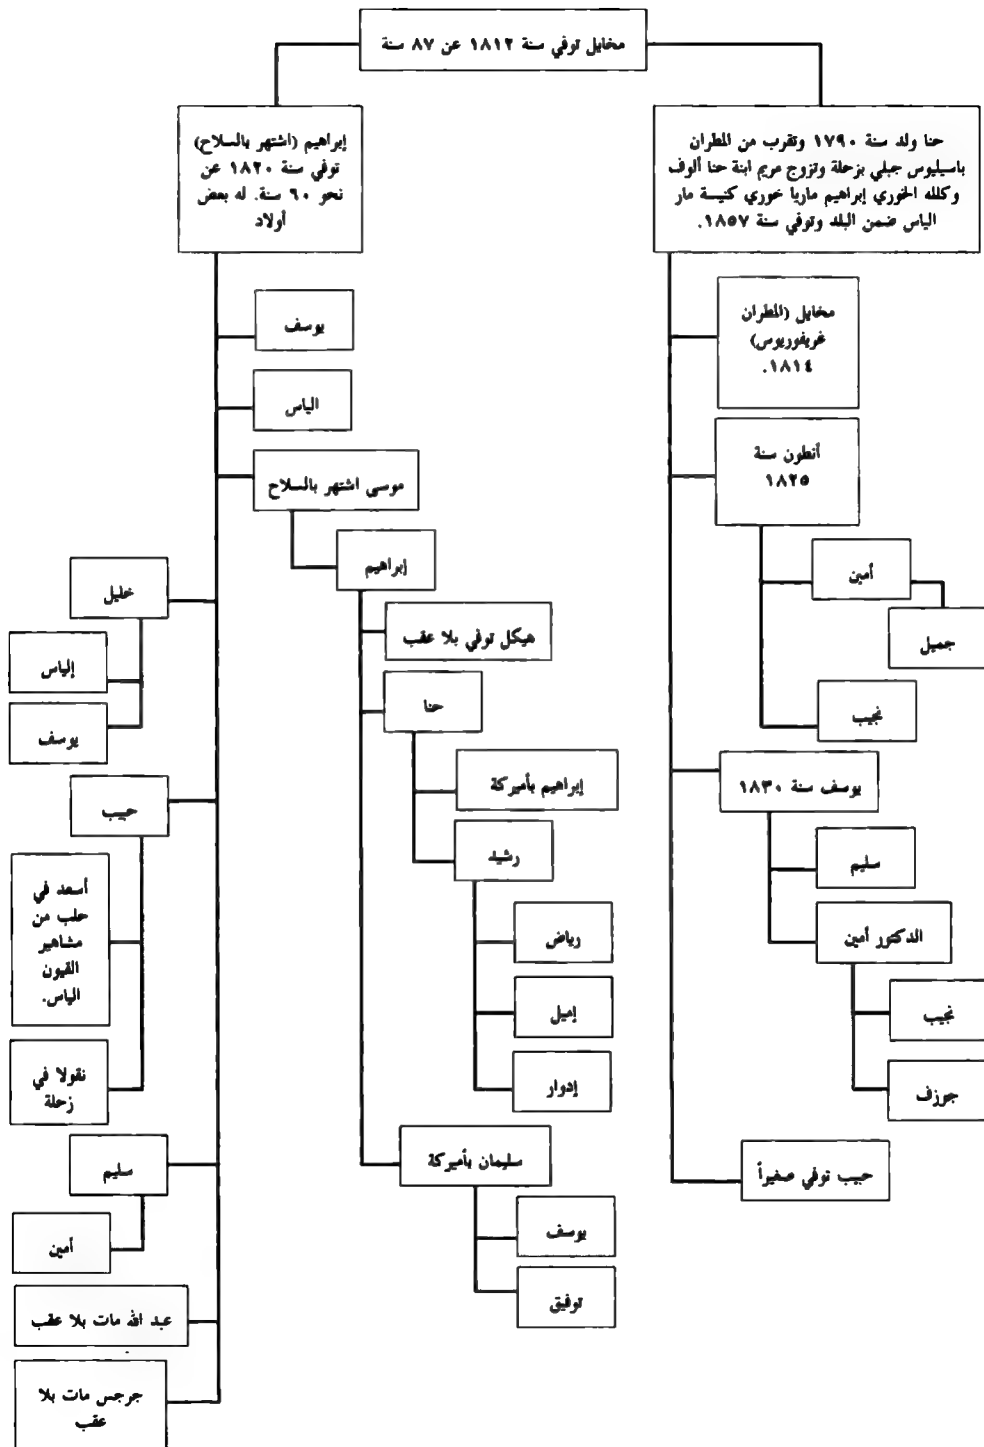 مخايل توفي سنة ١٨١٢ عن ٨٧ سنة
حنا ولد سنة ١٧٩٠ وتقرب من المطران
باسيليوس جبلي بزحلة وتزوج مريم ابنة حنا ألوف
وكلله الخوري إبراهيم ماريا خوري كنيسة مار
الياس ضمن البلد وتوفي سنة ١٨٥٧.
مخايل (المطران
غريغوريوس)
١٨١٤.
أنطون سنة
١٨٢٥
أمين
جميل
نجيب
يوسف سنة ١٨٣٠
سليم
الدكتور أمين
نجيب
جوزف
حبيب توفي صغيراً
إبراهيم (اشتهر بالسلاح)
توفي سنة ١٨٢٠ عن
نحو ٦٠ سنة. له بعض
أولاد
يوسف
الياس
موسى اشتهر بالسلاح
إبراهيم
هيكل توفي بلا عقب
حنا
إبراهيم بأميركة
رشيد
رياض
إميل
إدوار
سليمان بأميركة
يوسف
توفيق
خليل
إلياس
يوسف
حبيب
أسعد في
حلب من
مشاهير
القيون
الياس.
نقولا في
زحلة
سليم
أمين
عبد الله مات بلا عقب
جرجس مات بلا
عقب